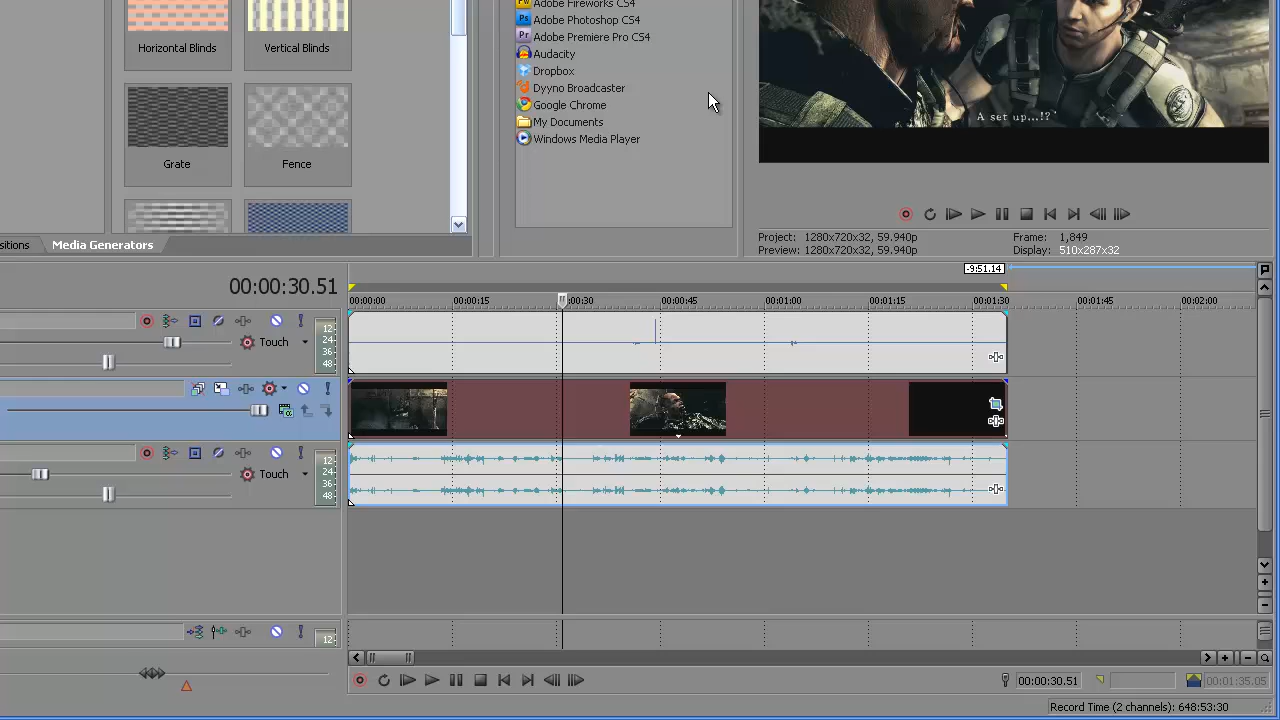 Adobe Fireworks CS4
Adobe Photoshop CS4
Adobe Premiere Pro CS4
Audacity
Dropbox
Dyyno Broadcaster
Google Chrome
My Documents
Windows Media Player
Horizontal Blinds
Vertical Blinds
Grate
Fence
sitions
Media Generators
A set up...!?
Project: 1280x720x32, 59.940p
Preview: 1280x720x32, 59.940p
Frame: 1,849
Display: 510x287x32
-9:51.14
00:00:30.51
00:00:00
00:00:15
:00:30
00:00:45
00:01:00
00:01:15
00:01:30
00:01:45
00:02:00
Touch
12
24
36
48
Touch
12
24
36
48
12
00:00:30.51
00:01:35.05
Record Time (2 channels): 648:53:30